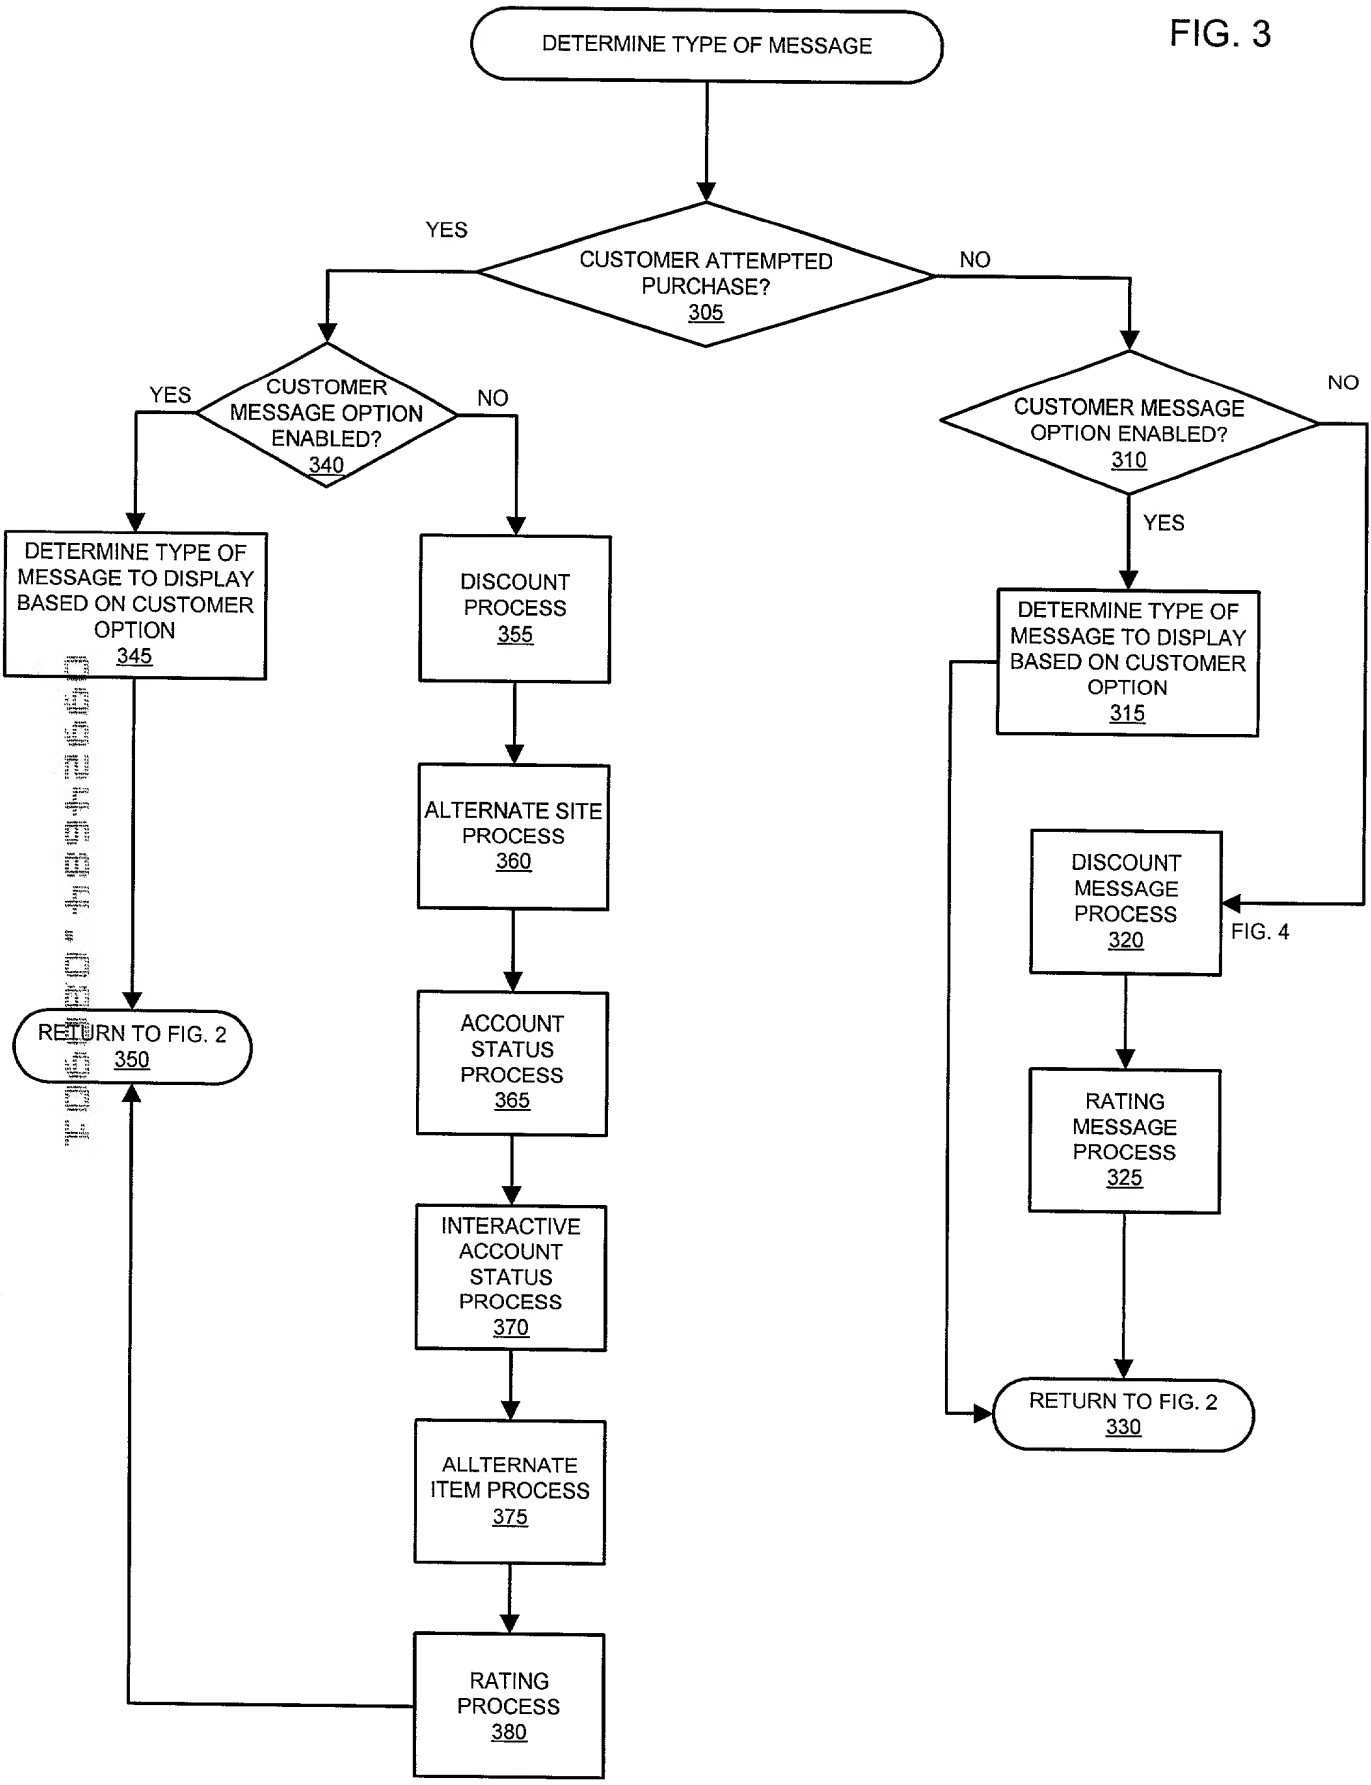 FIG. 3
DETERMINE TYPE OF MESSAGE
YES
CUSTOMER ATTEMPTED
PURCHASE?
305
NO
YES
CUSTOMER
MESSAGE OPTION
ENABLED?
340
NO
CUSTOMER MESSAGE
OPTION ENABLED?
310
NO
YES
DETERMINE TYPE OF
MESSAGE TO DISPLAY
BASED ON CUSTOMER
OPTION
345
DISCOUNT
PROCESS
355
DETERMINE TYPE OF
MESSAGE TO DISPLAY
BASED ON CUSTOMER
OPTION
315
ALTERNATE SITE
PROCESS
360
DISCOUNT
MESSAGE
PROCESS
320
FIG. 4
RETURN TO FIG. 2
350
ACCOUNT
STATUS
PROCESS
365
RATING
MESSAGE
PROCESS
325
INTERACTIVE
ACCOUNT
STATUS
PROCESS
370
RETURN TO FIG. 2
330
ALLTERNATE
ITEM PROCESS
375
RATING
PROCESS
380